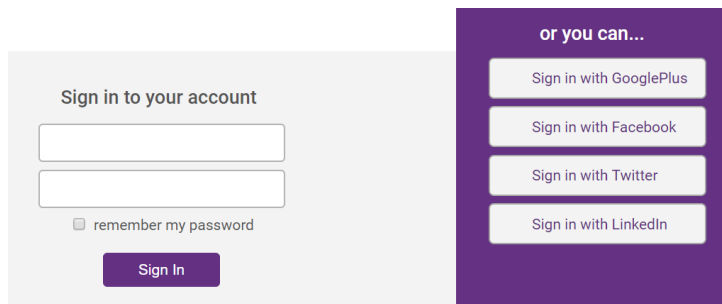 Sign in to your account
remember my password
Sign In
or you can...
Sign in with GooglePlus
Sign in with Facebook
Sign in with Twitter
Sign in with LinkedIn